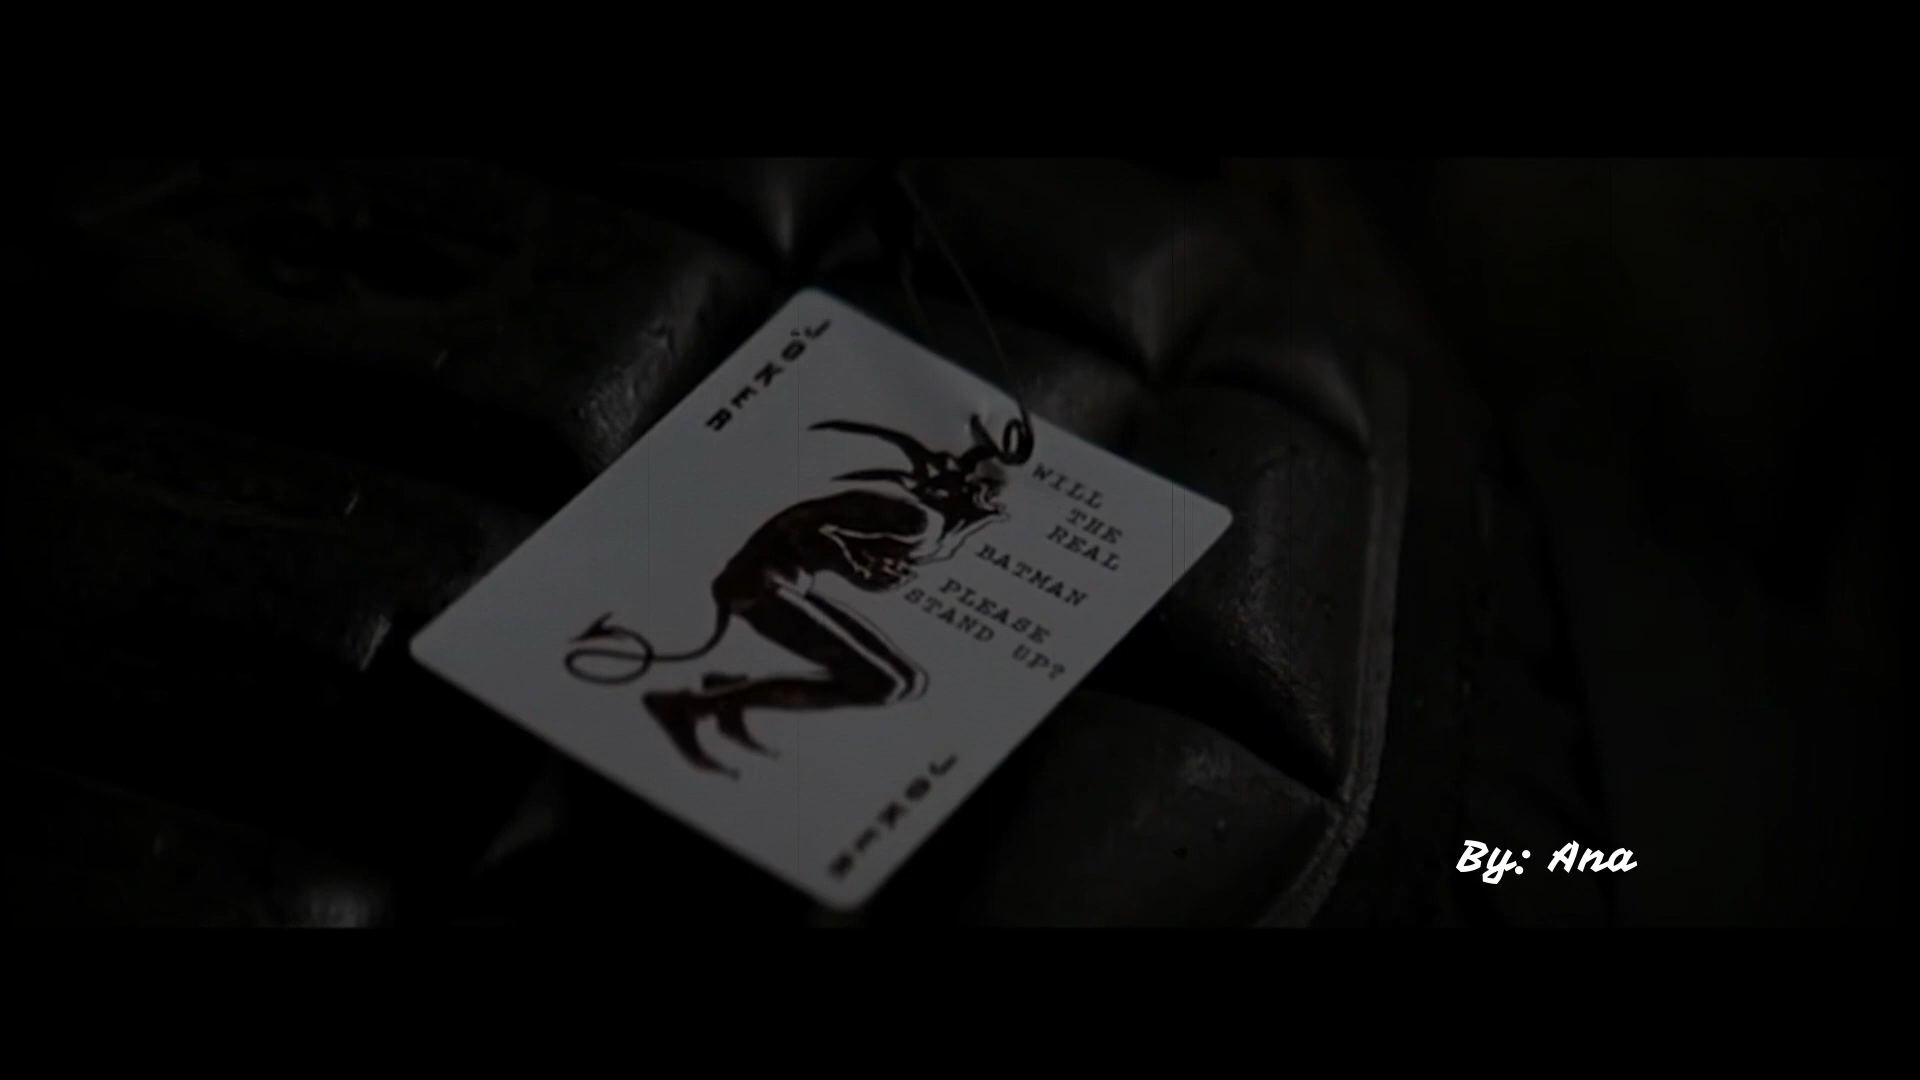 JOKER
WILL
THE
REAL
BATMAN
PLEASE
STAND UP?
JOKER
By: Ana